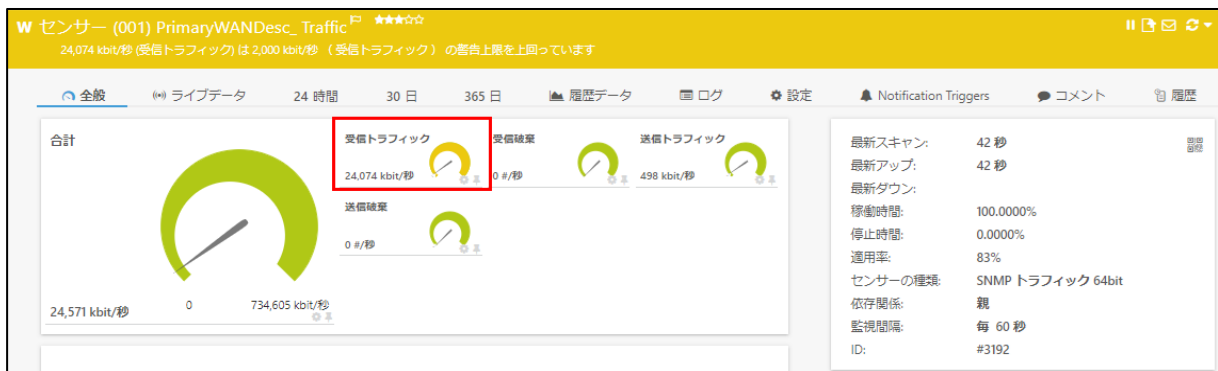 W センサー (001) PrimaryWANDesc_ Traffic
24,074 kbit/秒 (受信トラフィック) は 2,000 kbit/秒 （ 受信トラフィック ） の警告上限を上回っています
全般 ライブデータ 24 時間 30 日 365 日 履歴データ ログ 設定 Notification Triggers コメント 履歴
合計
受信トラフィック 受信破棄 送信トラフィック
24,074 kbit/秒 0 #/秒 498 kbit/秒
送信破棄
0 #/秒
24,571 kbit/秒 0 734,605 kbit/秒
最新スキャン: 42 秒
最新アップ: 42 秒
最新ダウン:
稼働時間: 100.0000%
停止時間: 0.0000%
適用率: 83%
センサーの種類: SNMP トラフィック 64bit
依存関係: 親
監視間隔: 毎 60 秒
ID: #3192